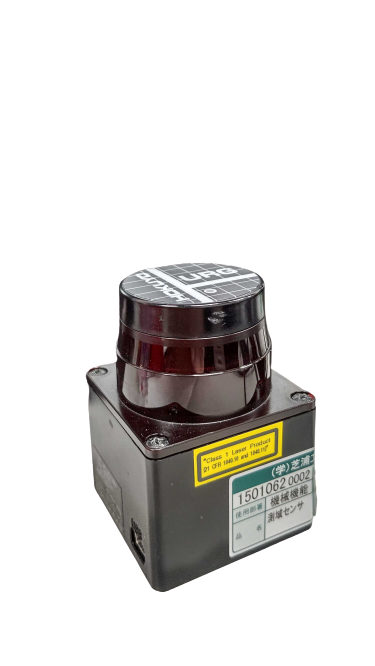 URG
HOKUYO
"Class 1 Laser Product
21 CFR 1040.10 and 1040.11"
(学)芝浦工
1501062 0002
使用部署 機械機能
品 名 測域センサ